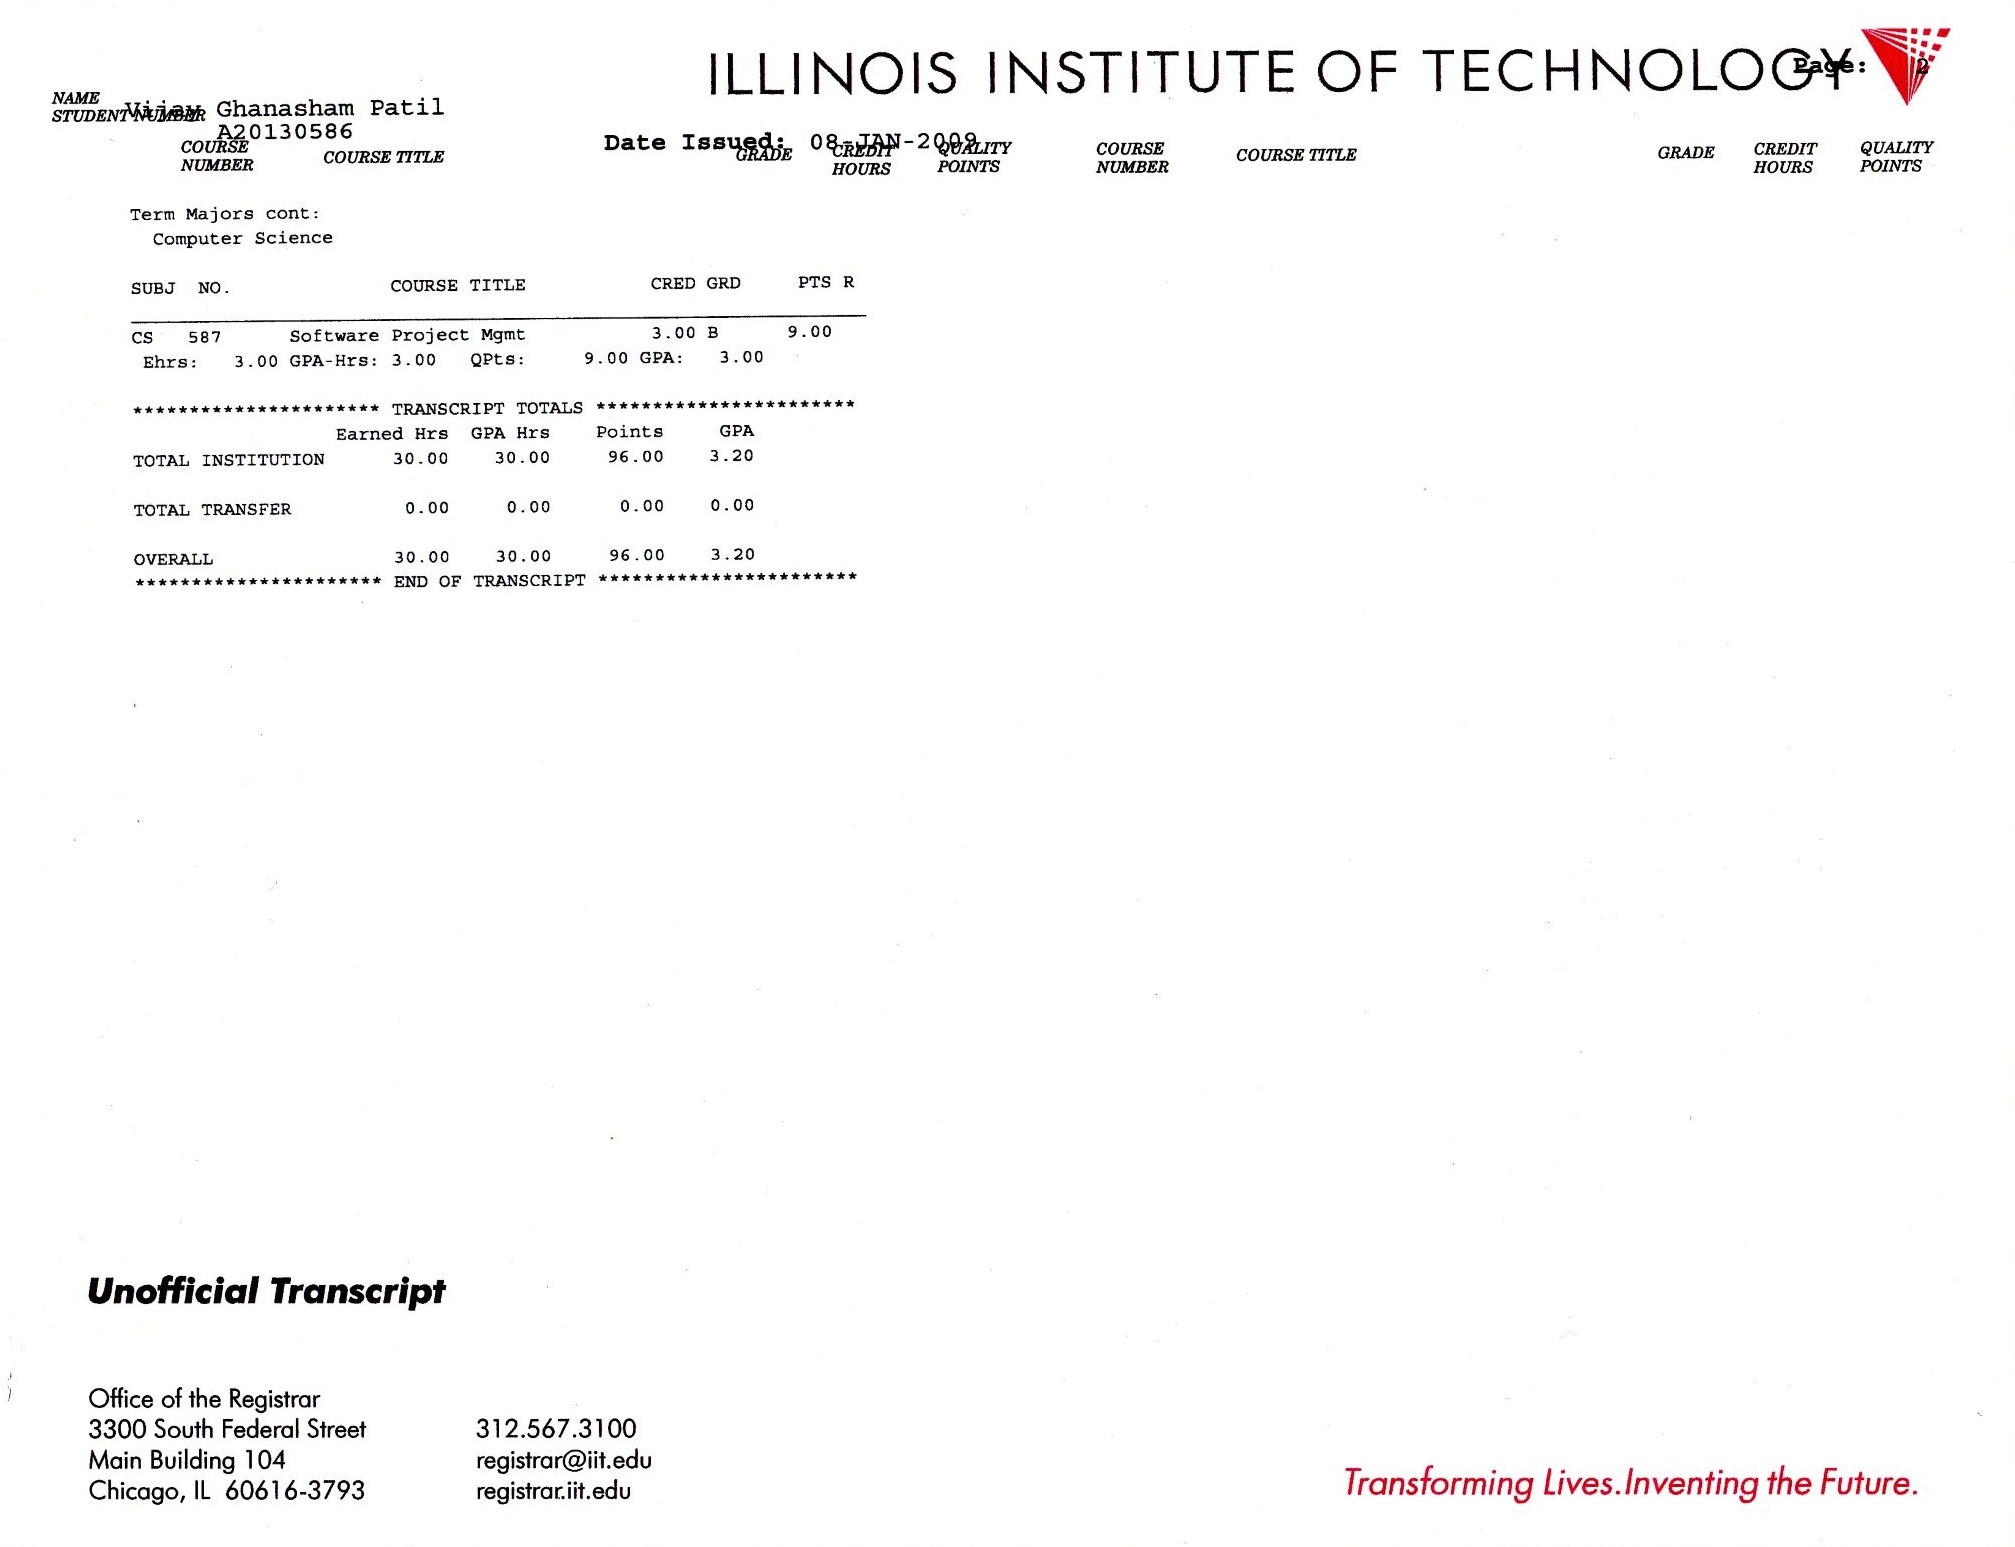 ILLINOIS INSTITUTE OF TECHNOLOGY
Page: 2
NAME Vijay Ghanasham Patil
STUDENT NUMBER A20130586
Date Issued: 08-JAN-2009
COURSE NUMBER COURSE TITLE GRADE CREDIT HOURS QUALITY POINTS COURSE NUMBER COURSE TITLE GRADE CREDIT HOURS QUALITY POINTS
Term Majors cont:
Computer Science
SUBJ NO. COURSE TITLE CRED GRD PTS R
CS 587 Software Project Mgmt 3.00 B 9.00
Ehrs: 3.00 GPA-Hrs: 3.00 QPts: 9.00 GPA: 3.00
********************** TRANSCRIPT TOTALS ***********************
Earned Hrs GPA Hrs Points GPA
TOTAL INSTITUTION 30.00 30.00 96.00 3.20
TOTAL TRANSFER 0.00 0.00 0.00 0.00
OVERALL 30.00 30.00 96.00 3.20
********************** END OF TRANSCRIPT ***********************
Unofficial Transcript
Office of the Registrar
3300 South Federal Street 312.567.3100
Main Building 104 registrar@iit.edu
Chicago, IL 60616-3793 registrar.iit.edu
Transforming Lives.Inventing the Future.